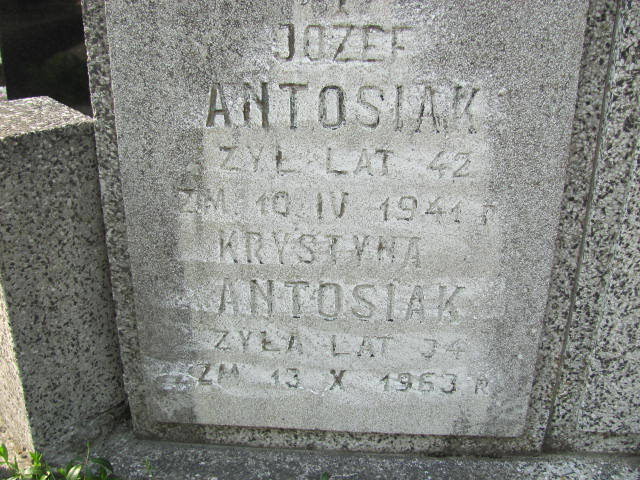 JÓZEF
ANTOSIAK
ŻYŁ LAT 42
ZM. 10 IV 1941 R
KRYSTYNA
ANTOSIAK
ŻYŁA LAT 34
ZM 13 X 1963 R